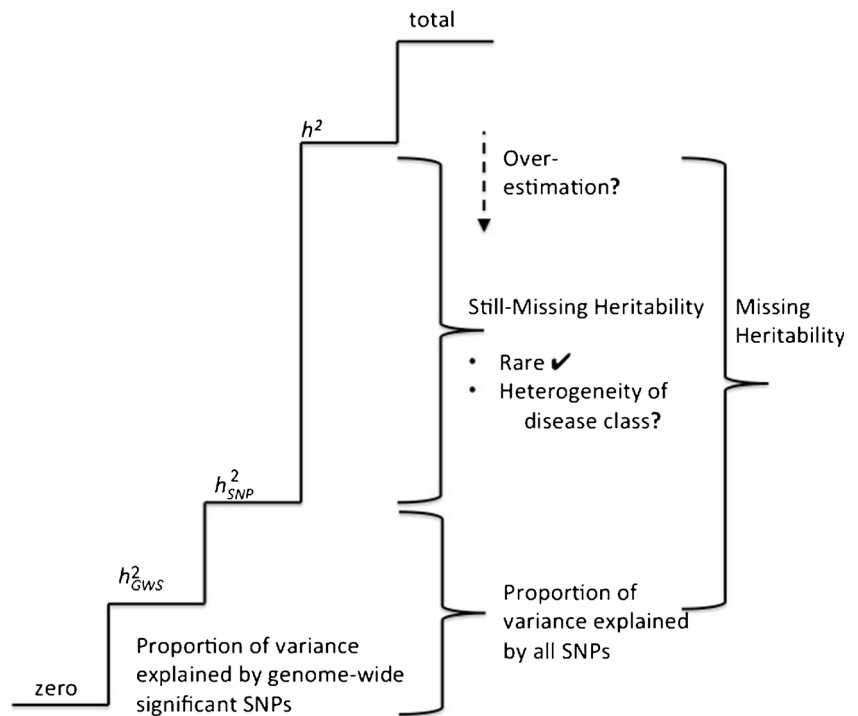 total
h²
Over-
estimation?
Still-Missing Heritability
• Rare ✔
• Heterogeneity of
disease class?
Missing
Heritability
h²SNP
h²GWS
Proportion of
variance explained
by all SNPs
Proportion of variance
explained by genome-wide
significant SNPs
zero